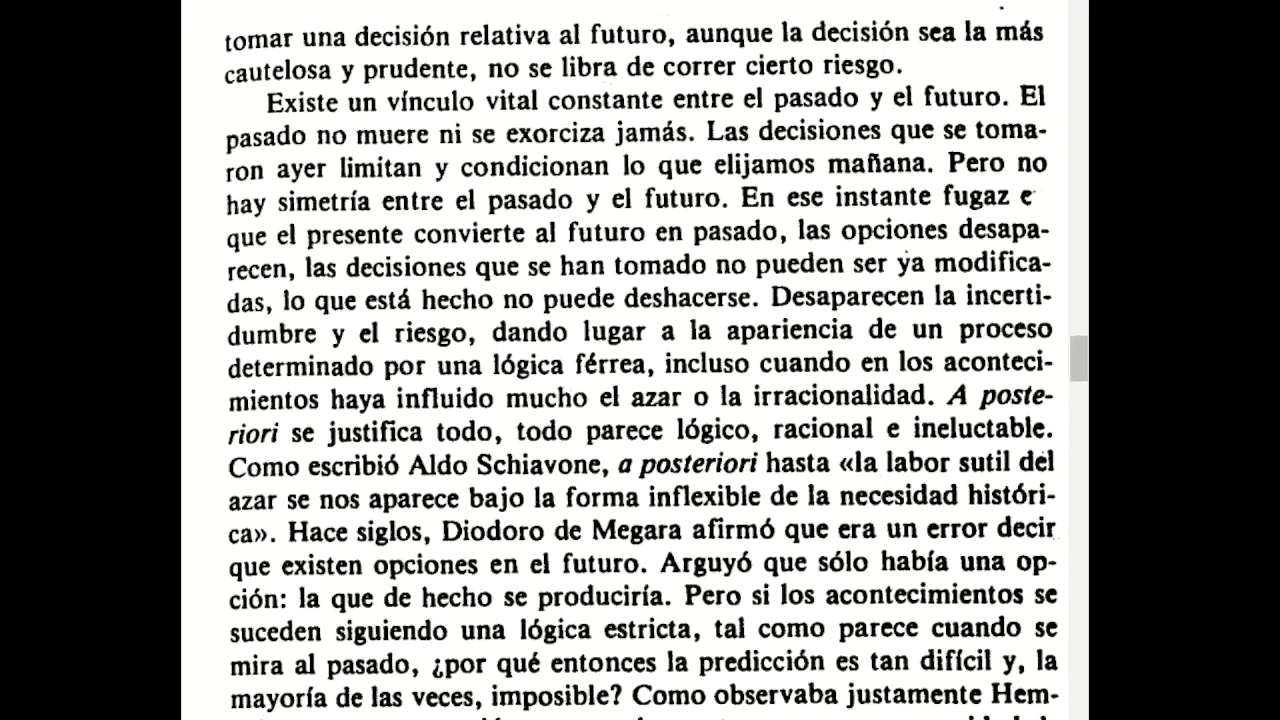 tomar una decisión relativa al futuro, aunque la decisión sea la más
cautelosa y prudente, no se libra de correr cierto riesgo.
Existe un vínculo vital constante entre el pasado y el futuro. El
pasado no muere ni se exorciza jamás. Las decisiones que se toma-
ron ayer limitan y condicionan lo que elijamos mañana. Pero no
hay simetría entre el pasado y el futuro. En ese instante fugaz e
que el presente convierte al futuro en pasado, las opciones desapa-
recen, las decisiones que se han tomado no pueden ser ya modifica-
das, lo que está hecho no puede deshacerse. Desaparecen la incerti-
dumbre y el riesgo, dando lugar a la apariencia de un proceso
determinado por una lógica férrea, incluso cuando en los aconteci-
mientos haya influido mucho el azar o la irracionalidad. A poste-
riori se justifica todo, todo parece lógico, racional e ineluctable.
Como escribió Aldo Schiavone, a posteriori hasta «la labor sutil del
azar se nos aparece bajo la forma inflexible de la necesidad históri-
ca». Hace siglos, Diodoro de Megara afirmó que era un error decir
que existen opciones en el futuro. Arguyó que sólo había una op-
ción: la que de hecho se produciría. Pero si los acontecimientos se
suceden siguiendo una lógica estricta, tal como parece cuando se
mira al pasado, ¿por qué entonces la predicción es tan difícil y, la
mayoría de las veces, imposible? Como observaba justamente Hem-